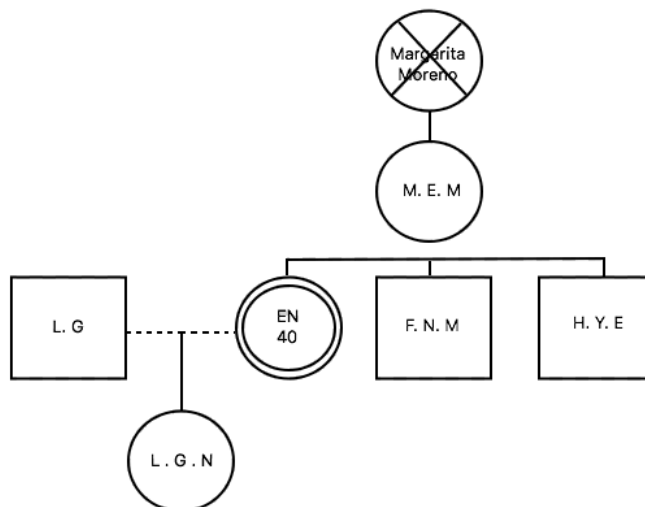 Margarita
Moreno
M. E. M
L. G
EN
40
F. N. M
H. Y. E
L . G . N